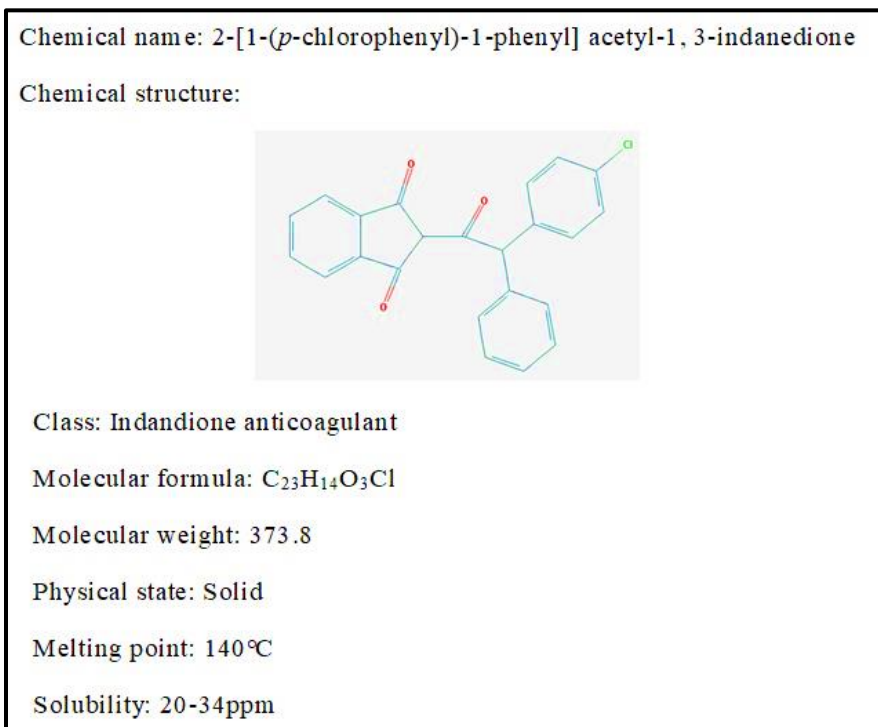 Chemical name: 2-[1-(p-chlorophenyl)-1-phenyl] acetyl-1, 3-indanedione
Chemical structure:
Cl
O
O
O
Class: Indandione anticoagulant
Molecular formula: C₂₃H₁₄O₃Cl
Molecular weight: 373.8
Physical state: Solid
Melting point: 140℃
Solubility: 20-34ppm